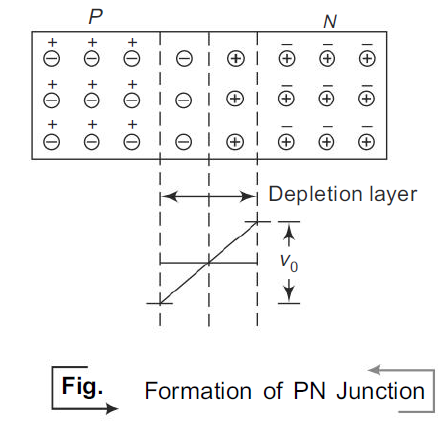 P N
Depletion layer
V0
Fig. Formation of PN Junction